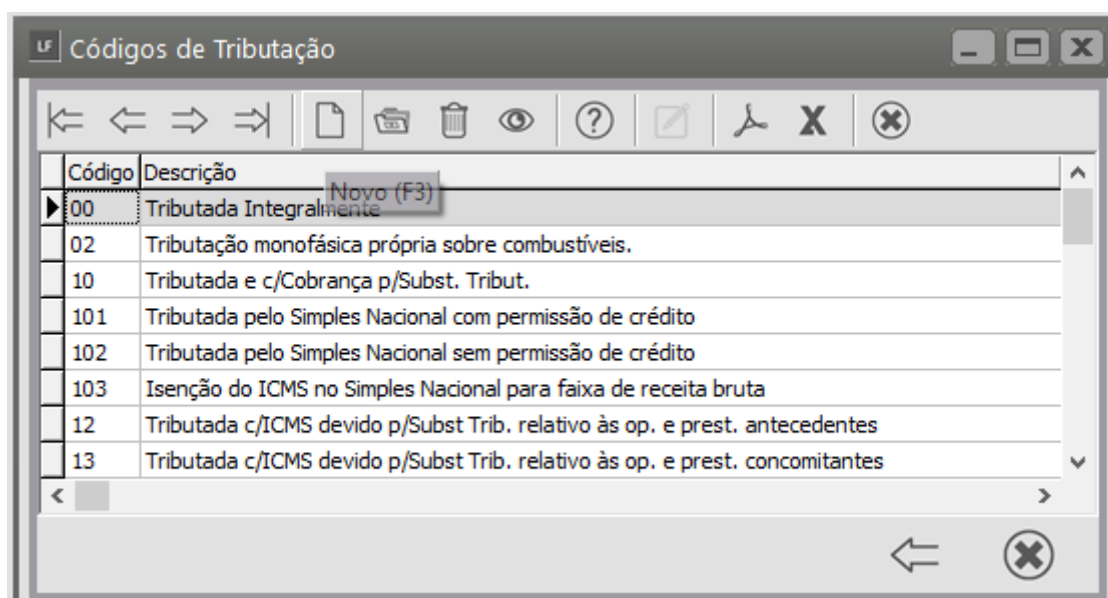 LF Códigos de Tributação
Código Descrição
Novo (F3)
00 Tributada Integralmente
02 Tributação monofásica própria sobre combustíveis.
10 Tributada e c/Cobrança p/Subst. Tribut.
101 Tributada pelo Simples Nacional com permissão de crédito
102 Tributada pelo Simples Nacional sem permissão de crédito
103 Isenção do ICMS no Simples Nacional para faixa de receita bruta
12 Tributada c/ICMS devido p/Subst Trib. relativo às op. e prest. antecedentes
13 Tributada c/ICMS devido p/Subst Trib. relativo às op. e prest. concomitantes